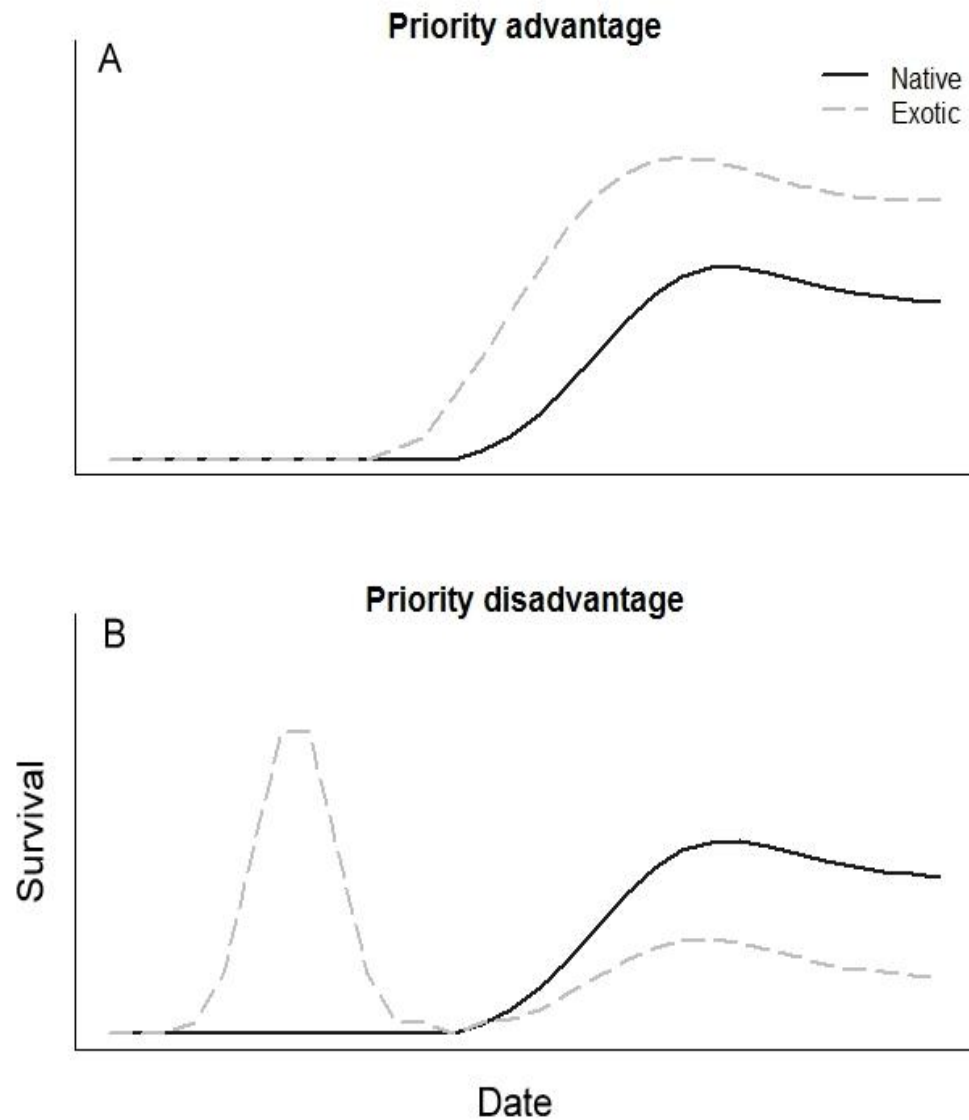 Priority advantage
A
Native
Exotic
Priority disadvantage
B
Survival
Date